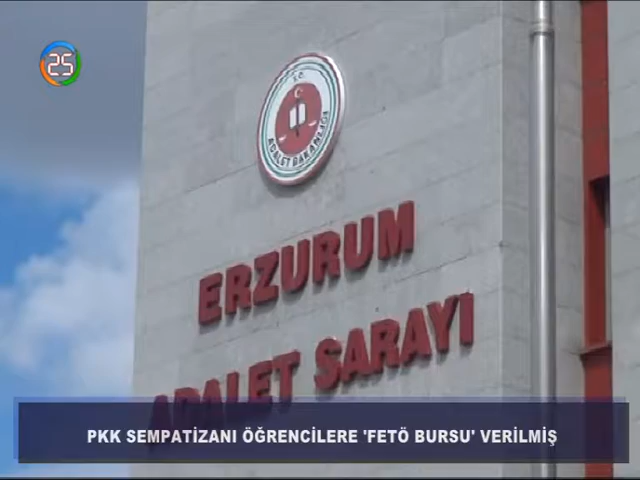 25
T.C.
ADALET BAKANLIĞI
ERZURUM
ADALET SARAYI
PKK SEMPATİZANI ÖĞRENCİLERE 'FETÖ BURSU' VERİLMİŞ